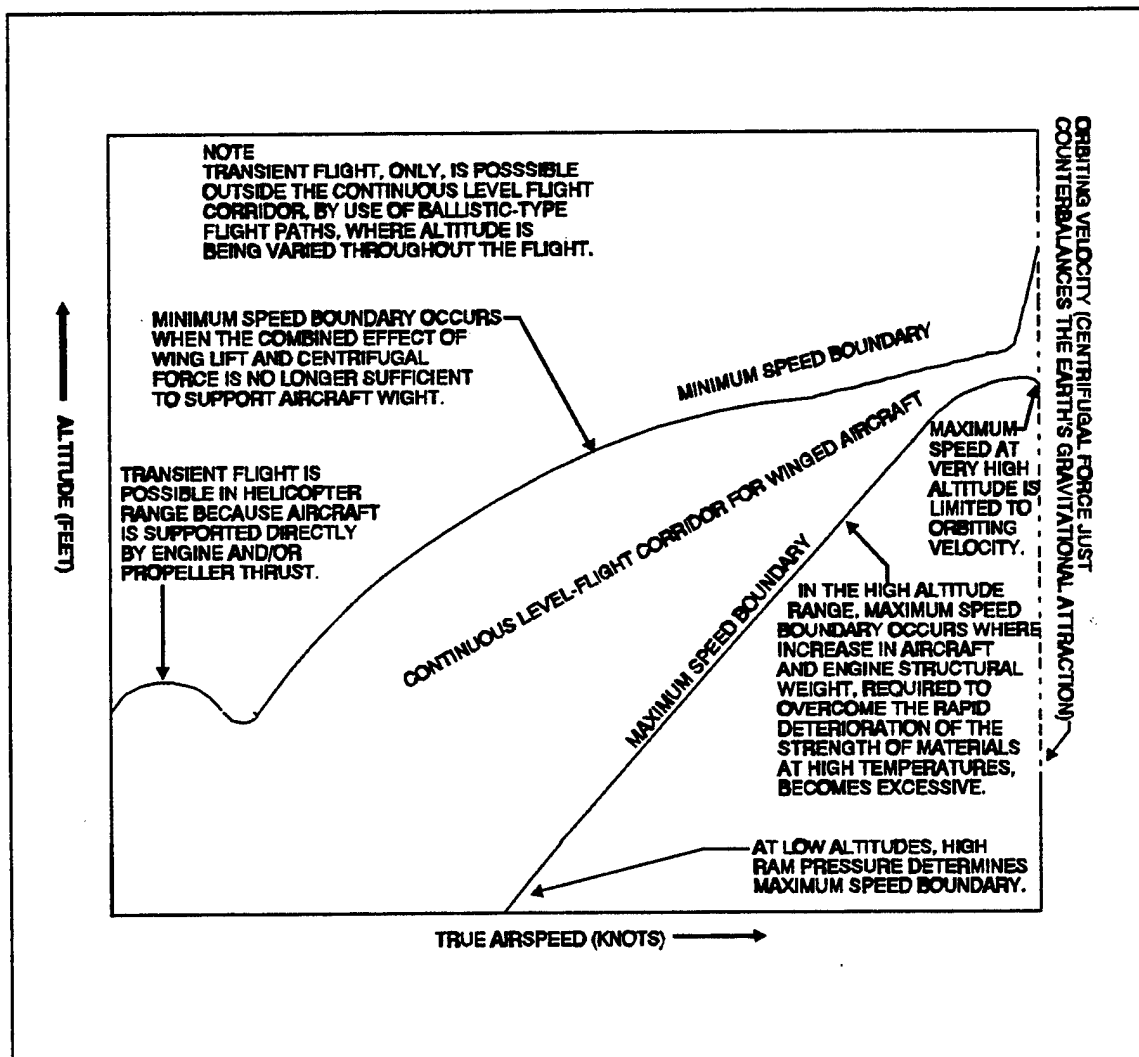 NOTE
TRANSIENT FLIGHT, ONLY, IS POSSSIBLE
OUTSIDE THE CONTINUOUS LEVEL FLIGHT
CORRIDOR, BY USE OF BALLISTIC-TYPE
FLIGHT PATHS, WHERE ALTITUDE IS
BEING VARIED THROUGHOUT THE FLIGHT.
MINIMUM SPEED BOUNDARY OCCURS
WHEN THE COMBINED EFFECT OF
WING LIFT AND CENTRIFUGAL
FORCE IS NO LONGER SUFFICIENT
TO SUPPORT AIRCRAFT WIGHT.
MINIMUM SPEED BOUNDARY
TRANSIENT FLIGHT IS
POSSIBLE IN HELICOPTER
RANGE BECAUSE AIRCRAFT
IS SUPPORTED DIRECTLY
BY ENGINE AND/OR
PROPELLER THRUST.
CONTINUOUS LEVEL-FLIGHT CORRIDOR FOR WINGED AIRCRAFT
MAXIMUM
SPEED AT
VERY HIGH
ALTITUDE IS
LIMITED TO
ORBITING
VELOCITY.
MAXIMUM SPEED BOUNDARY
IN THE HIGH ALTITUDE
RANGE, MAXIMUM SPEED
BOUNDARY OCCURS WHERE
INCREASE IN AIRCRAFT
AND ENGINE STRUCTURAL
WEIGHT, REQUIRED TO
OVERCOME THE RAPID
DETERIORATION OF THE
STRENGTH OF MATERIALS
AT HIGH TEMPERATURES,
BECOMES EXCESSIVE.
AT LOW ALTITUDES, HIGH
RAM PRESSURE DETERMINES
MAXIMUM SPEED BOUNDARY.
ORBITING VELOCITY (CENTRIFUGAL FORCE JUST
COUNTERBALANCES THE EARTH'S GRAVITATIONAL ATTRACTION)
ALTITUDE (FEET)
TRUE AIRSPEED (KNOTS)